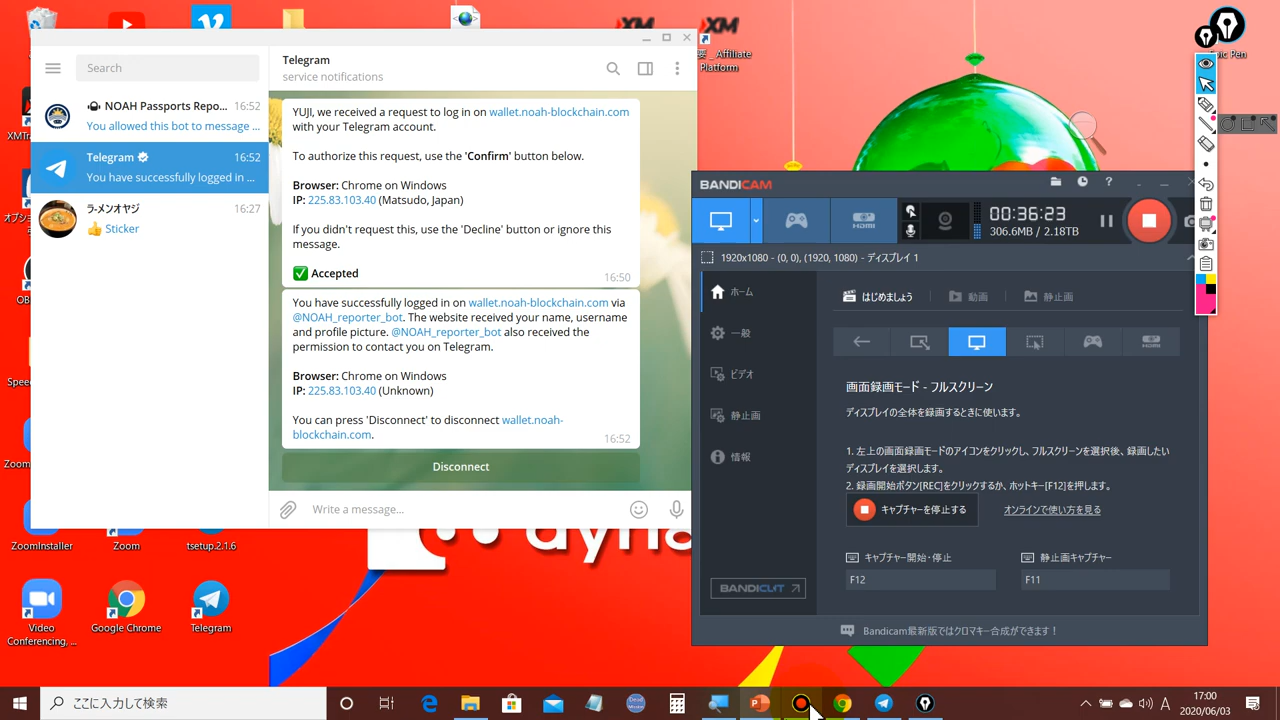 Telegram
service notifications
Search
NOAH Passports Repo... 16:52
You allowed this bot to message ...
Telegram 16:52
You have successfully logged in ...
ラーメンオヤジ 16:27
👍 Sticker
YUJI, we received a request to log in on wallet.noah-blockchain.com
with your Telegram account.
To authorize this request, use the 'Confirm' button below.
Browser: Chrome on Windows
IP: 225.83.103.40 (Matsudo, Japan)
If you didn't request this, use the 'Decline' button or ignore this
message.
✅ Accepted
16:50
You have successfully logged in on wallet.noah-blockchain.com via
@NOAH_reporter_bot. The website received your name, username
and profile picture. @NOAH_reporter_bot also received the
permission to contact you on Telegram.
Browser: Chrome on Windows
IP: 225.83.103.40 (Unknown)
You can press 'Disconnect' to disconnect wallet.noah-
blockchain.com.
16:52
Disconnect
Write a message...
XM
XM
Affiliate
Platform
Epic Pen
XMTra
オプショ
OB
Speed
Zoom
BANDICAM
HDMI
00:36:23
306.6MB / 2.18TB
1920x1080 - (0, 0), (1920, 1080) - ディスプレイ 1
ホーム
一般
ビデオ
静止画
情報
はじめましょう
動画
静止画
HDMI
画面録画モード - フルスクリーン
ディスプレイの全体を録画するときに使います。
1. 左上の画面録画モードのアイコンをクリックし、フルスクリーンを選択後、録画したい
ディスプレイを選択します。
2. 録画開始ボタン[REC]をクリックするか、ホットキー[F12]を押します。
キャプチャーを停止する
オンラインで使い方を見る
キャプチャー開始・停止
静止画キャプチャー
F12
F11
BANDICUT
Bandicam最新版ではクロマキー合成ができます！
dyna
ZoomInstaller
Zoom
tsetup.2.1.6
Video
Conferencing, ...
Google Chrome
Telegram
ここに入力して検索
A
17:00
2020/06/03